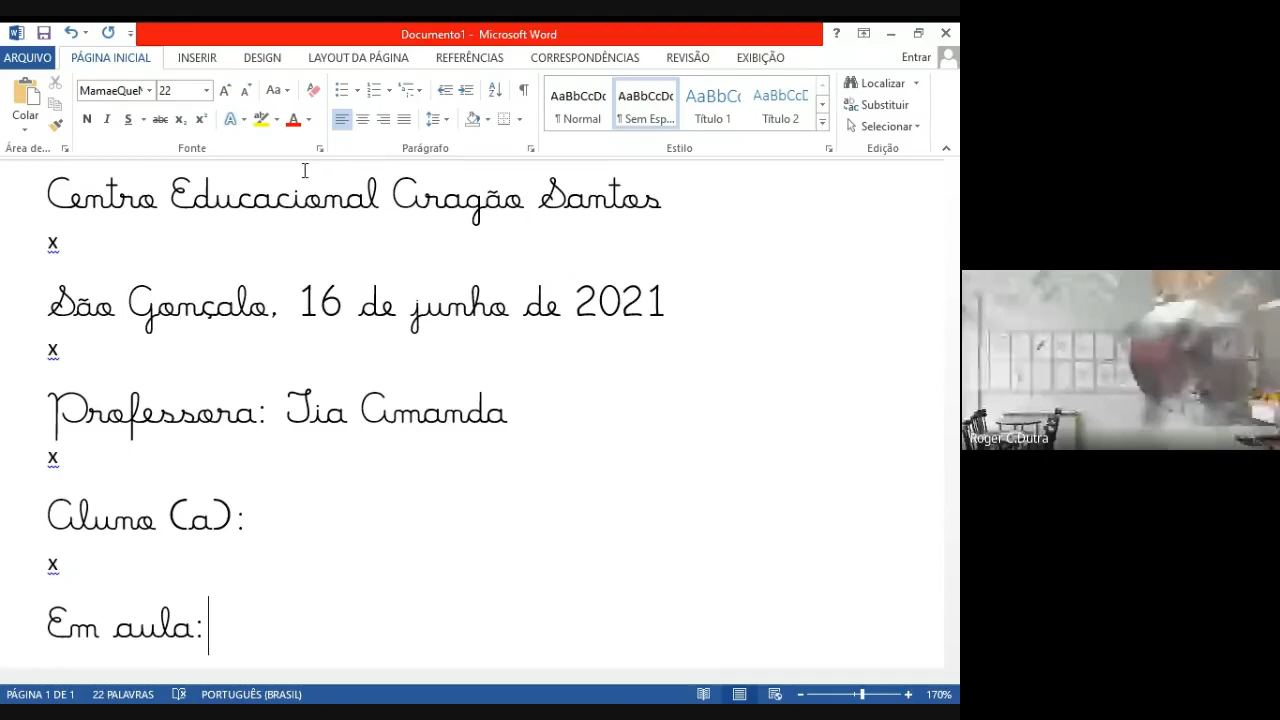 Documento1 - Microsoft Word
ARQUIVO PÁGINA INICIAL INSERIR DESIGN LAYOUT DA PÁGINA REFERÊNCIAS CORRESPONDÊNCIAS REVISÃO EXIBIÇÃO Entrar
Colar
MamaeQueN 22
AaBbCcDc AaBbCcDc AaBbCc AaBbCcD
¶ Normal ¶ Sem Esp... Título 1 Título 2
Localizar
Substituir
Selecionar
Área de... Fonte Parágrafo Estilo Edição
Centro Educacional Aragão Santos
x
São Gonçalo, 16 de junho de 2021
x
Professora: Tia Amanda
x
Aluno (a):
x
Em aula:
Roger C.Dutra
PÁGINA 1 DE 1 22 PALAVRAS PORTUGUÊS (BRASIL) 170%